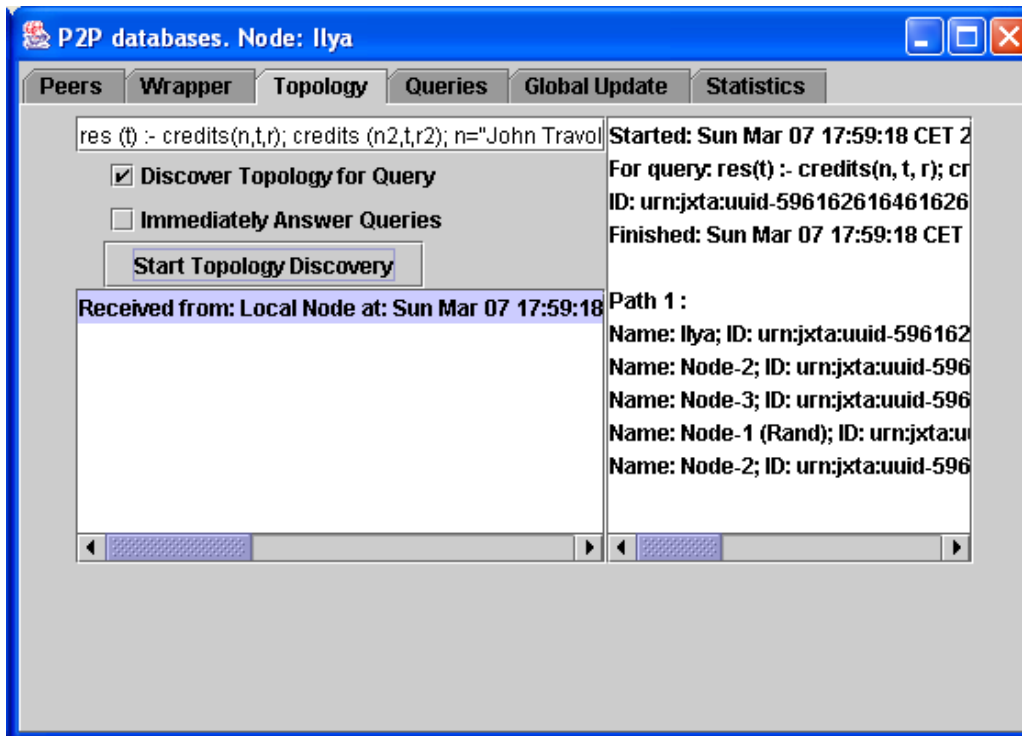 P2P databases. Node: Ilya
Peers Wrapper Topology Queries Global Update Statistics
res (t) :- credits(n,t,r); credits (n2,t,r2); n="John Travol
Discover Topology for Query
Immediately Answer Queries
Start Topology Discovery
Received from: Local Node at: Sun Mar 07 17:59:18
Started: Sun Mar 07 17:59:18 CET 2
For query: res(t) :- credits(n, t, r); cr
ID: urn:jxta:uuid-596162616461626
Finished: Sun Mar 07 17:59:18 CET
Path 1 :
Name: Ilya; ID: urn:jxta:uuid-596162
Name: Node-2; ID: urn:jxta:uuid-596
Name: Node-3; ID: urn:jxta:uuid-596
Name: Node-1 (Rand); ID: urn:jxta:u
Name: Node-2; ID: urn:jxta:uuid-596